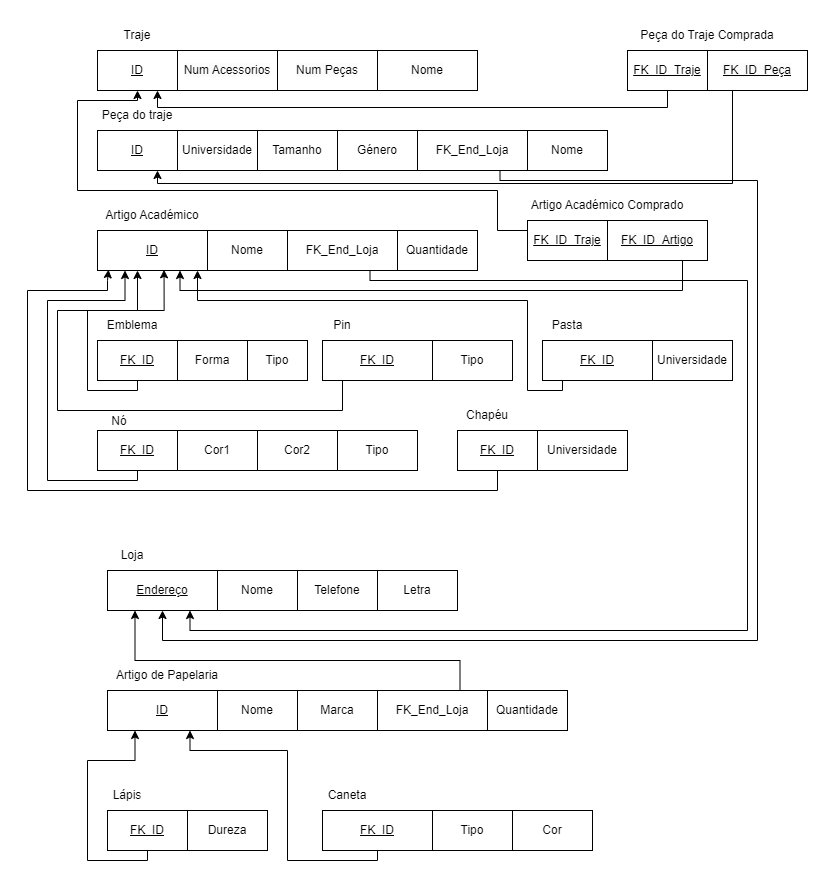 Traje
Peça do Traje Comprada
ID Num Acessorios Num Peças Nome
FK_ID_Traje FK_ID_Peça
Peça do traje
ID Universidade Tamanho Género FK_End_Loja Nome
Artigo Académico
Artigo Académico Comprado
ID Nome FK_End_Loja Quantidade
FK_ID_Traje FK_ID_Artigo
Emblema
Pin
Pasta
FK_ID Forma Tipo
FK_ID Tipo
FK_ID Universidade
Nó
Chapéu
FK_ID Cor1 Cor2 Tipo
FK_ID Universidade
Loja
Endereço Nome Telefone Letra
Artigo de Papelaria
ID Nome Marca FK_End_Loja Quantidade
Lápis
Caneta
FK_ID Dureza
FK_ID Tipo Cor